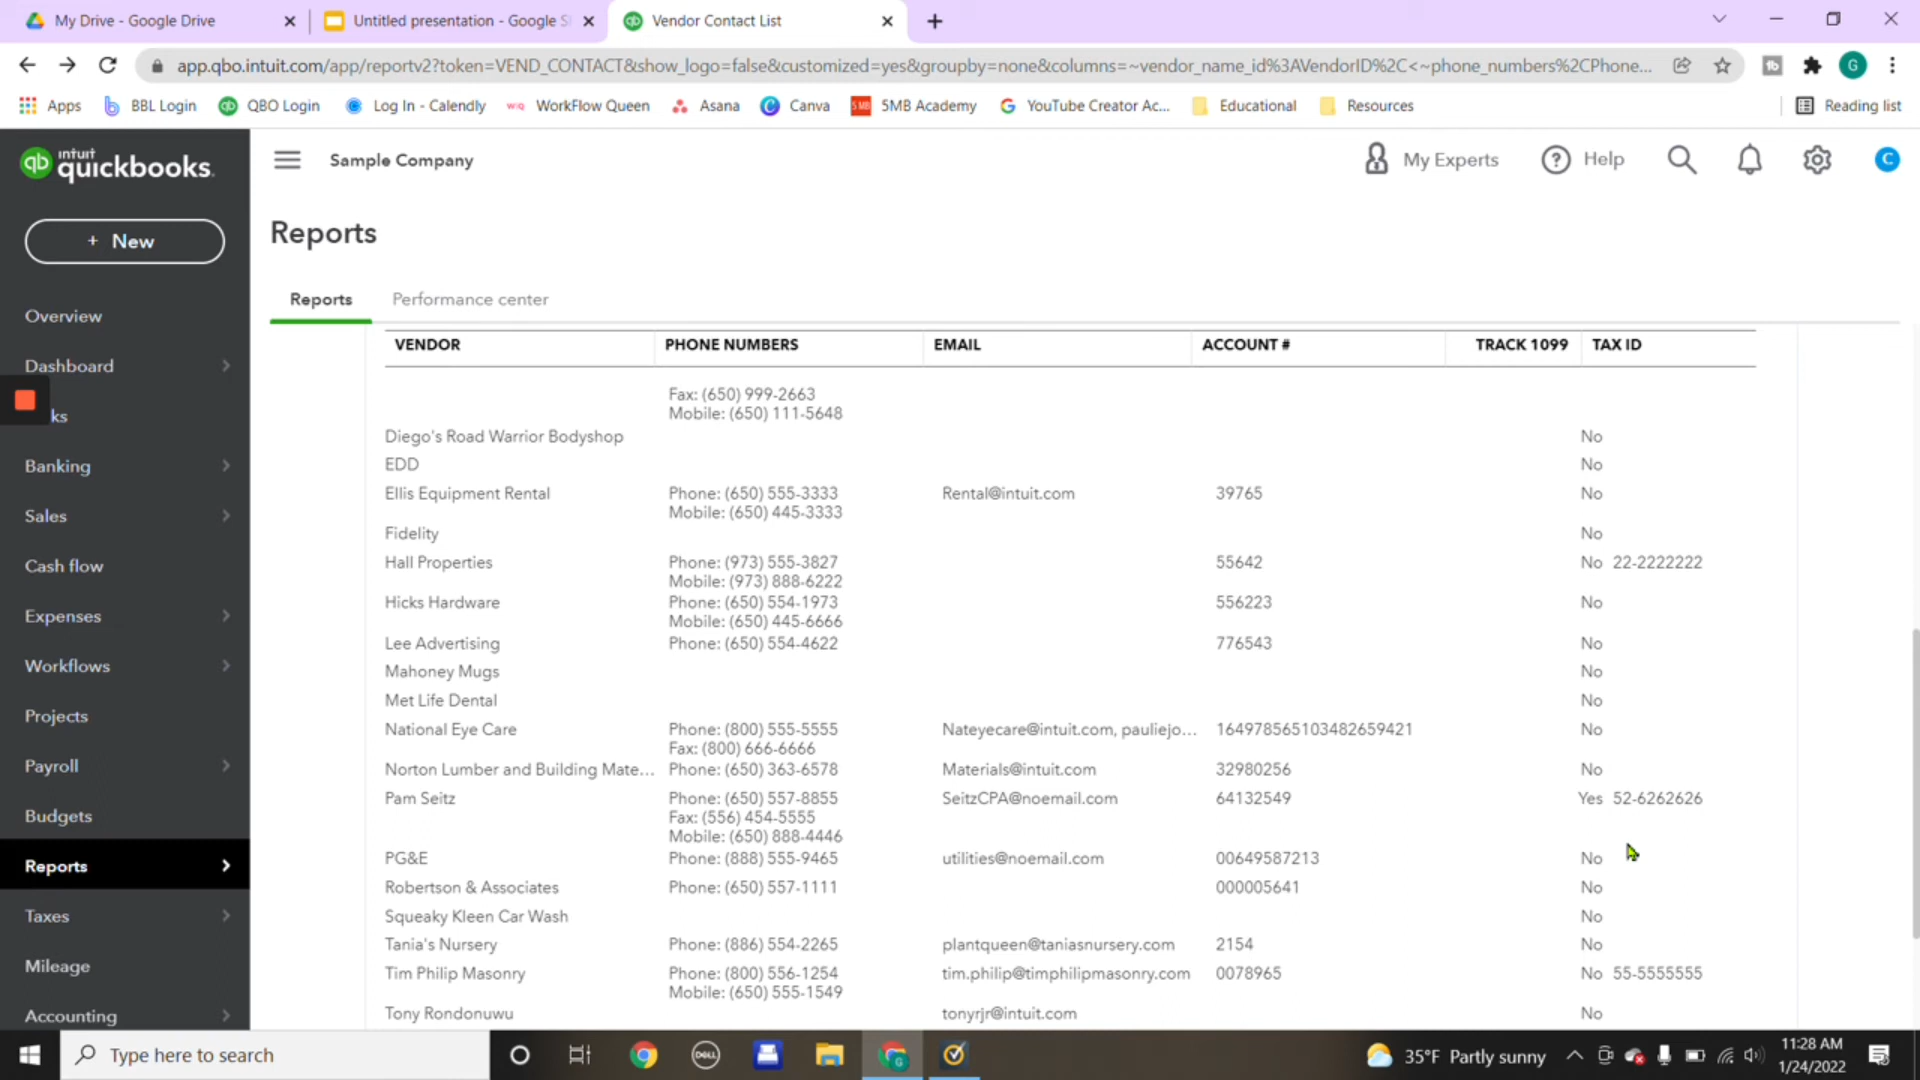 My Drive - Google Drive
Untitled presentation - Google S
Vendor Contact List
app.qbo.intuit.com/app/reportv2?token=VEND_CONTACT&show_logo=false&customized=yes&groupby=none&columns=~vendor_name_id%3AVendorID%2C<~phone_numbers%2CPhone...
Apps BBL Login QBO Login Log In - Calendly WorkFlow Queen Asana Canva 5MB Academy YouTube Creator Ac... Educational Resources Reading list
intuit quickbooks.
Sample Company
My Experts Help C
+ New
Reports
Reports Performance center
Overview
Dashboard
ks
Banking
Sales
Cash flow
Expenses
Workflows
Projects
Payroll
Budgets
Reports
Taxes
Mileage
Accounting
VENDOR PHONE NUMBERS EMAIL ACCOUNT # TRACK 1099 TAX ID
Fax: (650) 999-2663
Mobile: (650) 111-5648
Diego's Road Warrior Bodyshop No
EDD No
Ellis Equipment Rental Phone: (650) 555-3333 Rental@intuit.com 39765 No
Mobile: (650) 445-3333
Fidelity No
Hall Properties Phone: (973) 555-3827 55642 No 22-2222222
Mobile: (973) 888-6222
Hicks Hardware Phone: (650) 554-1973 556223 No
Mobile: (650) 445-6666
Lee Advertising Phone: (650) 554-4622 776543 No
Mahoney Mugs No
Met Life Dental No
National Eye Care Phone: (800) 555-5555 Nateyecare@intuit.com, pauliejo... 164978565103482659421 No
Fax: (800) 666-6666
Norton Lumber and Building Mate... Phone: (650) 363-6578 Materials@intuit.com 32980256 No
Pam Seitz Phone: (650) 557-8855 SeitzCPA@noemail.com 64132549 Yes 52-6262626
Fax: (556) 454-5555
Mobile: (650) 888-4446
PG&E Phone: (888) 555-9465 utilities@noemail.com 00649587213 No
Robertson & Associates Phone: (650) 557-1111 000005641 No
Squeaky Kleen Car Wash No
Tania's Nursery Phone: (886) 554-2265 plantqueen@taniasnursery.com 2154 No
Tim Philip Masonry Phone: (800) 556-1254 tim.philip@timphilipmasonry.com 0078965 No 55-5555555
Mobile: (650) 555-1549
Tony Rondonuwu tonyrjr@intuit.com No
Type here to search
DELL
35°F Partly sunny
11:28 AM
1/24/2022